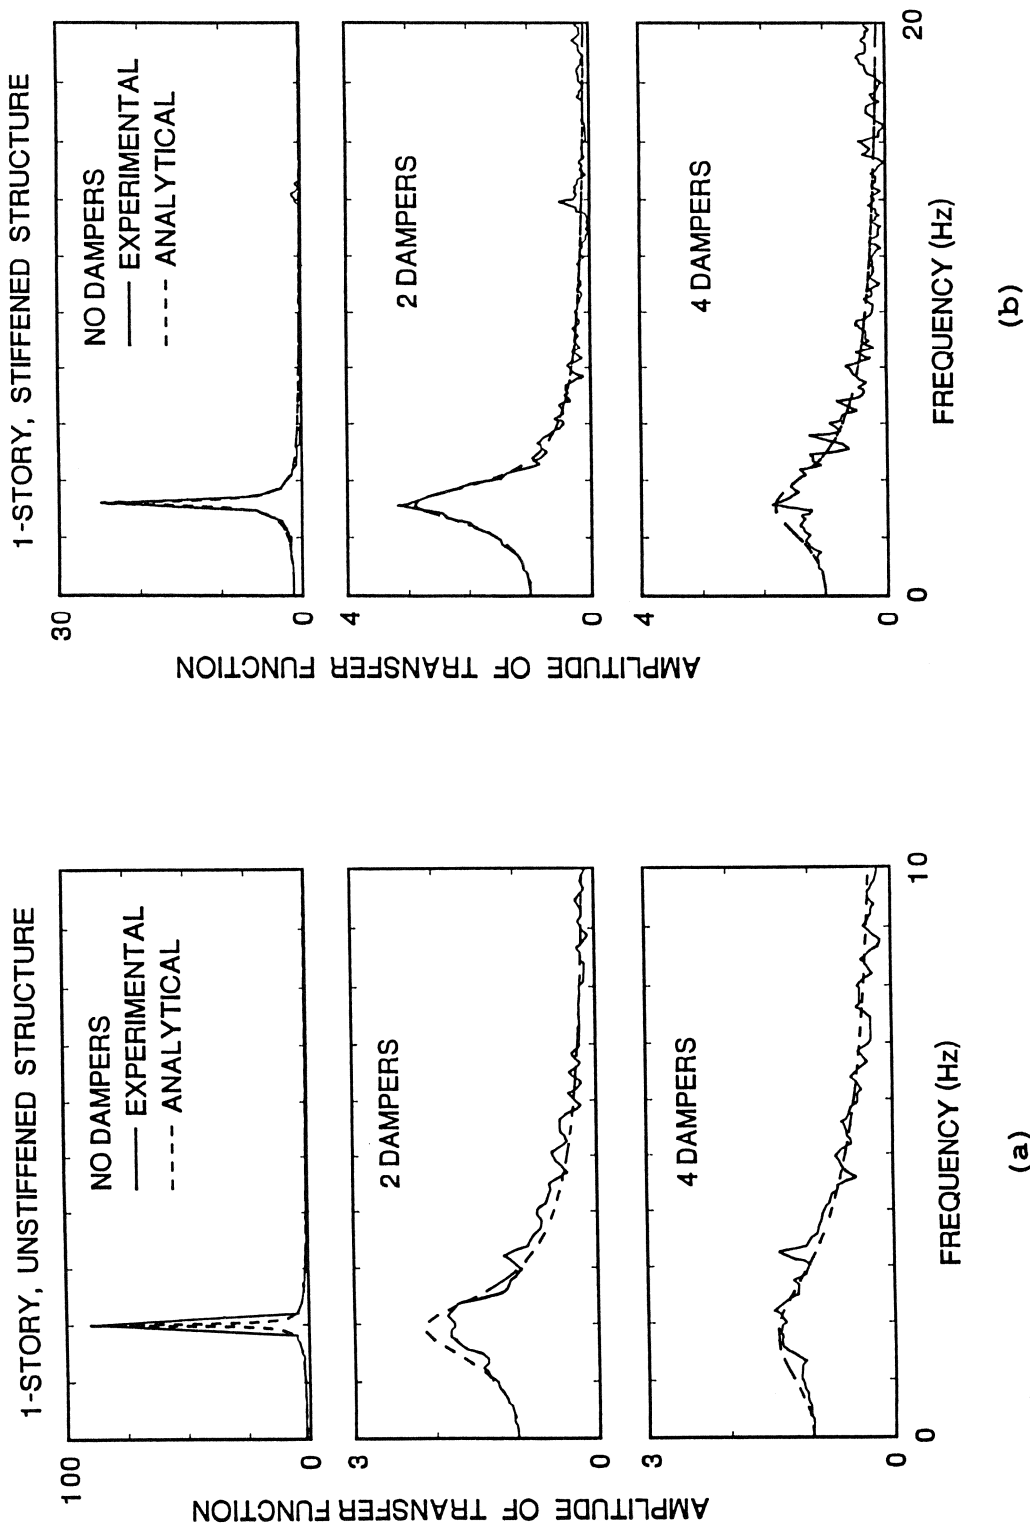 1-STORY, UNSTIFFENED STRUCTURE
100
NO DAMPERS
EXPERIMENTAL
ANALYTICAL
0
3
2 DAMPERS
0
3
4 DAMPERS
0
0
10
FREQUENCY (Hz)
AMPLITUDE OF TRANSFER FUNCTION
(a)
1-STORY, STIFFENED STRUCTURE
30
NO DAMPERS
EXPERIMENTAL
ANALYTICAL
0
4
2 DAMPERS
0
4
4 DAMPERS
0
0
20
FREQUENCY (Hz)
AMPLITUDE OF TRANSFER FUNCTION
(b)